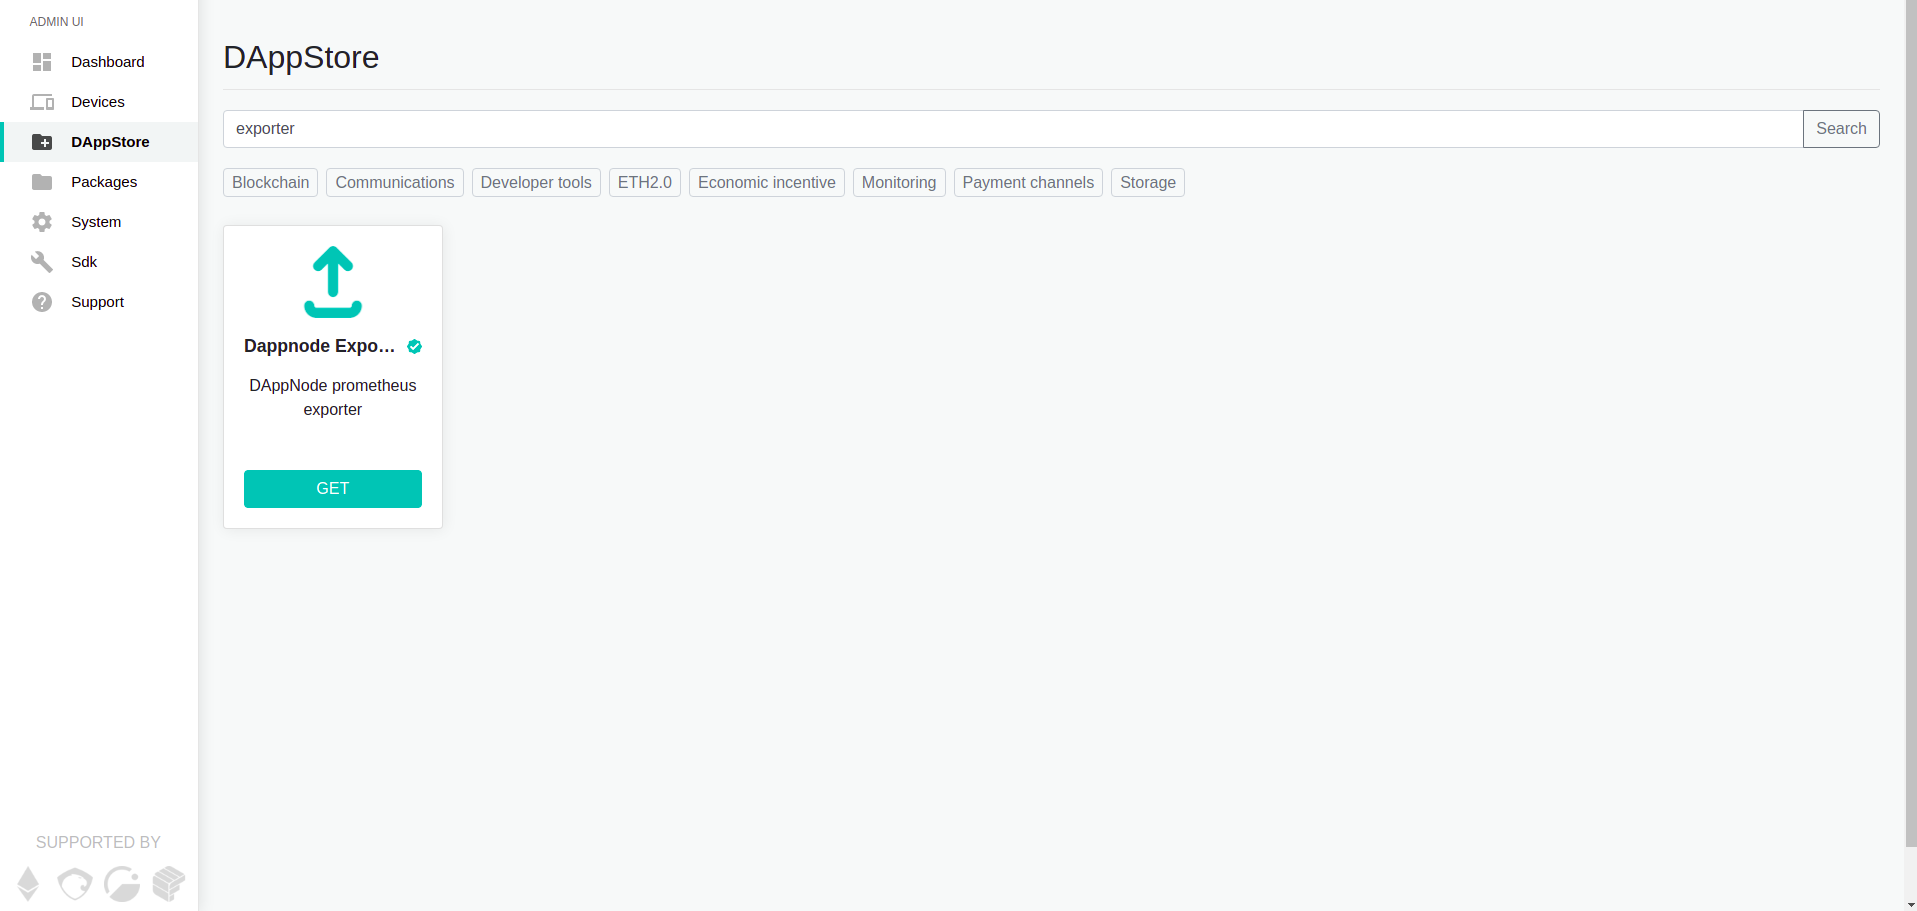 ADMIN UI
Dashboard
Devices
DAppStore
Packages
System
Sdk
Support
SUPPORTED BY
DAppStore
exporter
Search
Blockchain
Communications
Developer tools
ETH2.0
Economic incentive
Monitoring
Payment channels
Storage
Dappnode Expo...
DAppNode prometheus
exporter
GET